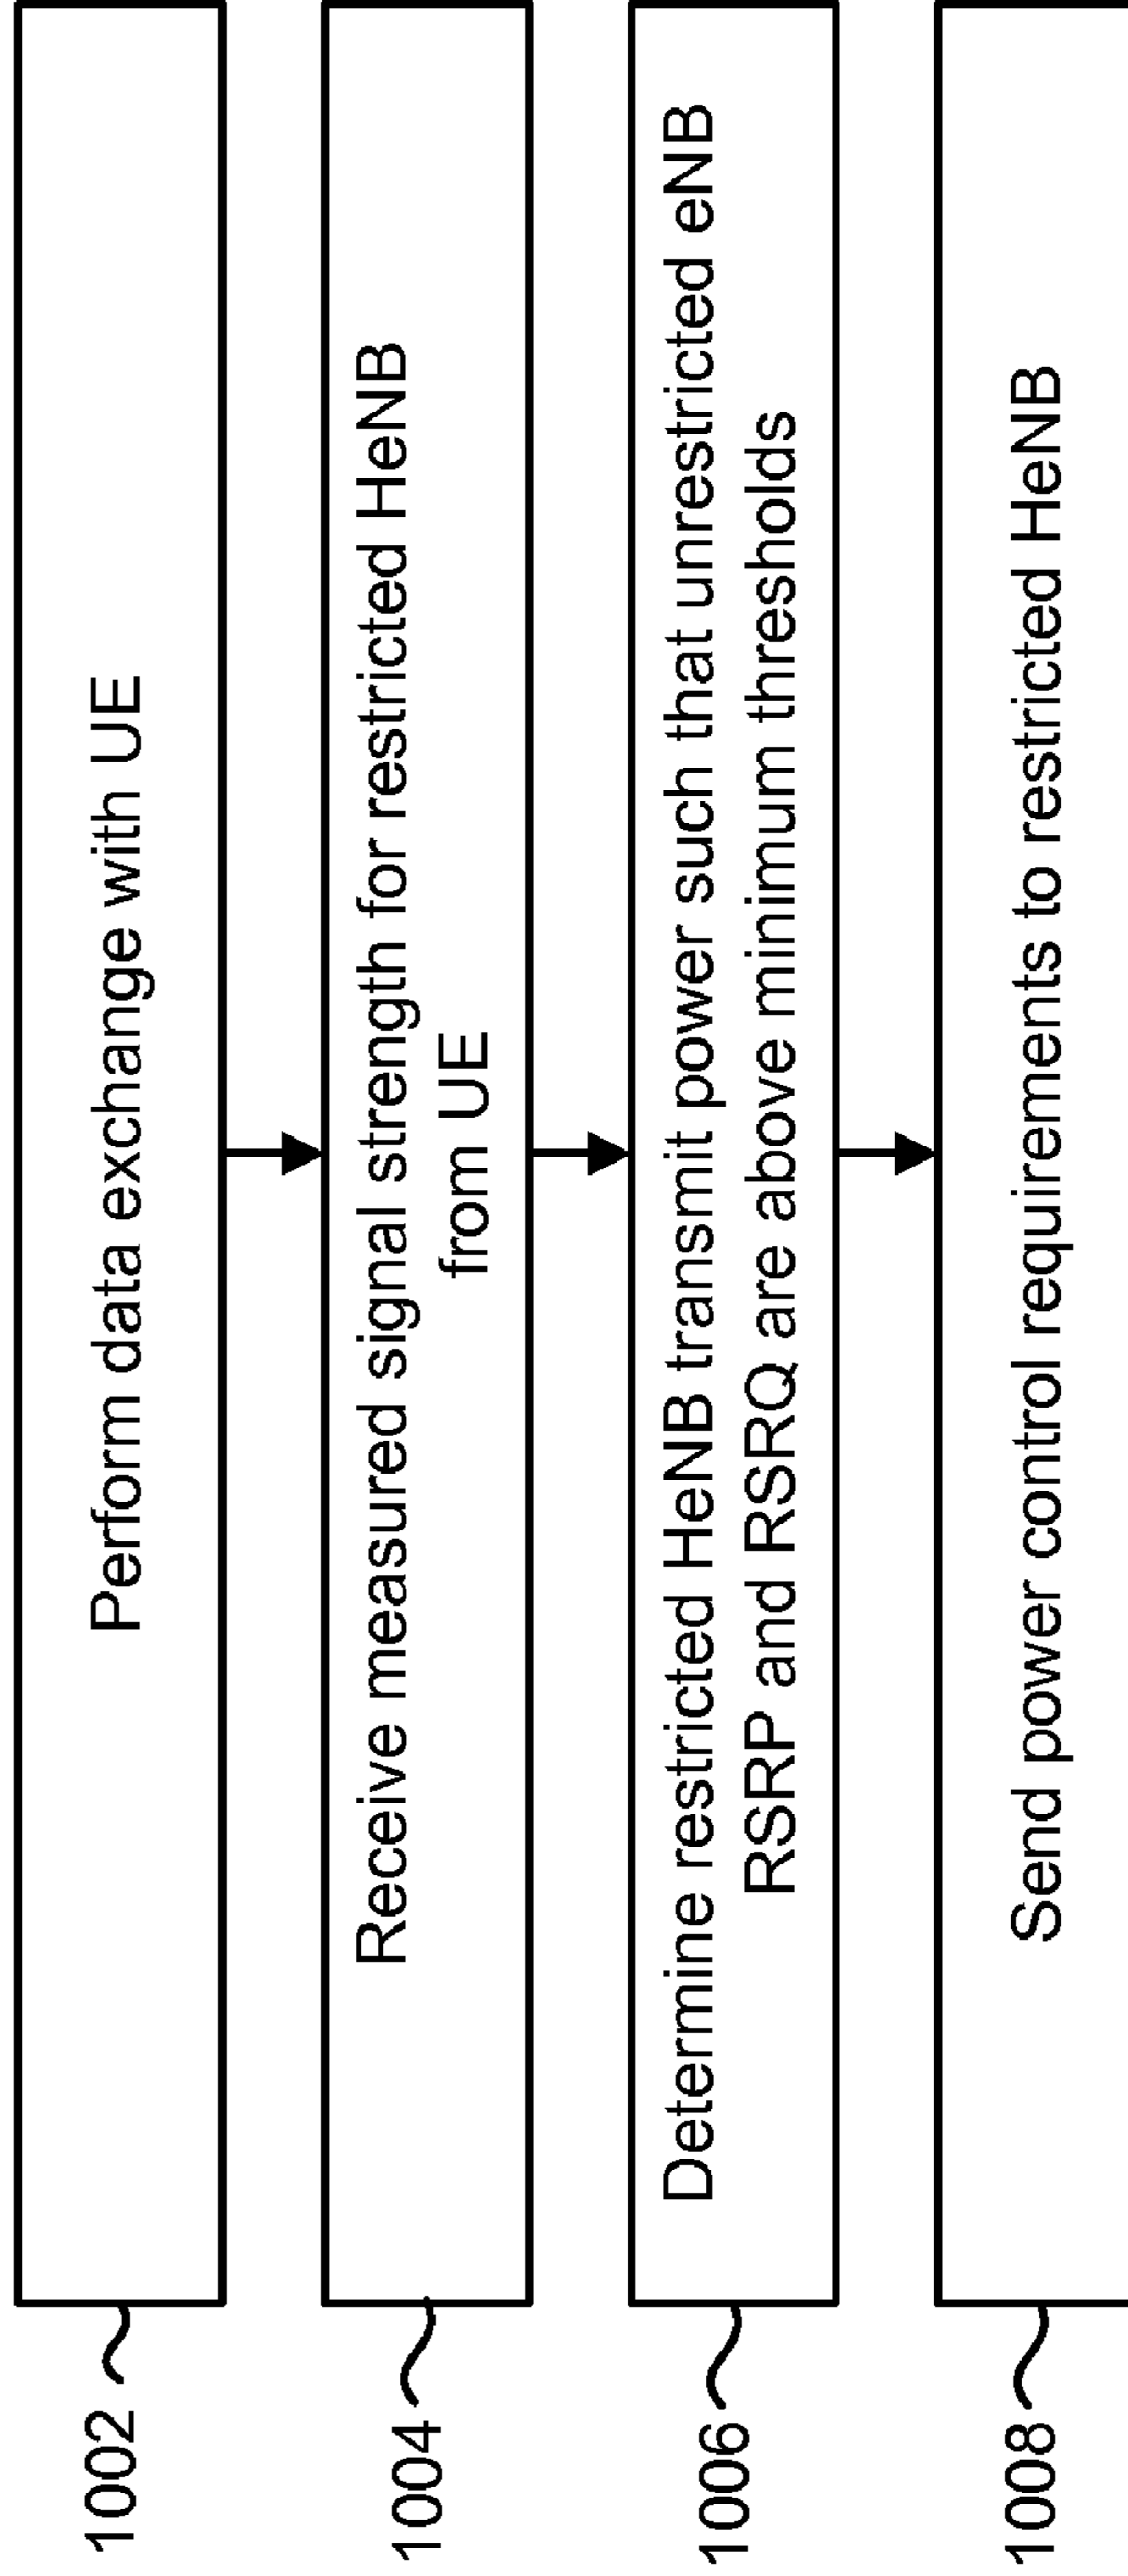 1002
Perform data exchange with UE
1004
Receive measured signal strength for restricted HeNB
from UE
1006
Determine restricted HeNB transmit power such that unrestricted eNB
RSRP and RSRQ are above minimum thresholds
1008
Send power control requirements to restricted HeNB